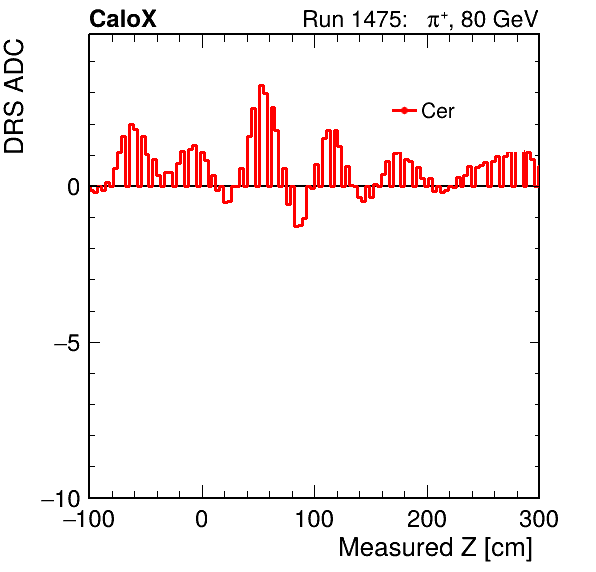 CaloX Run 1475: π⁺, 80 GeV
DRS ADC
Cer
0
−5
−10
−100 0 100 200 300
Measured Z [cm]